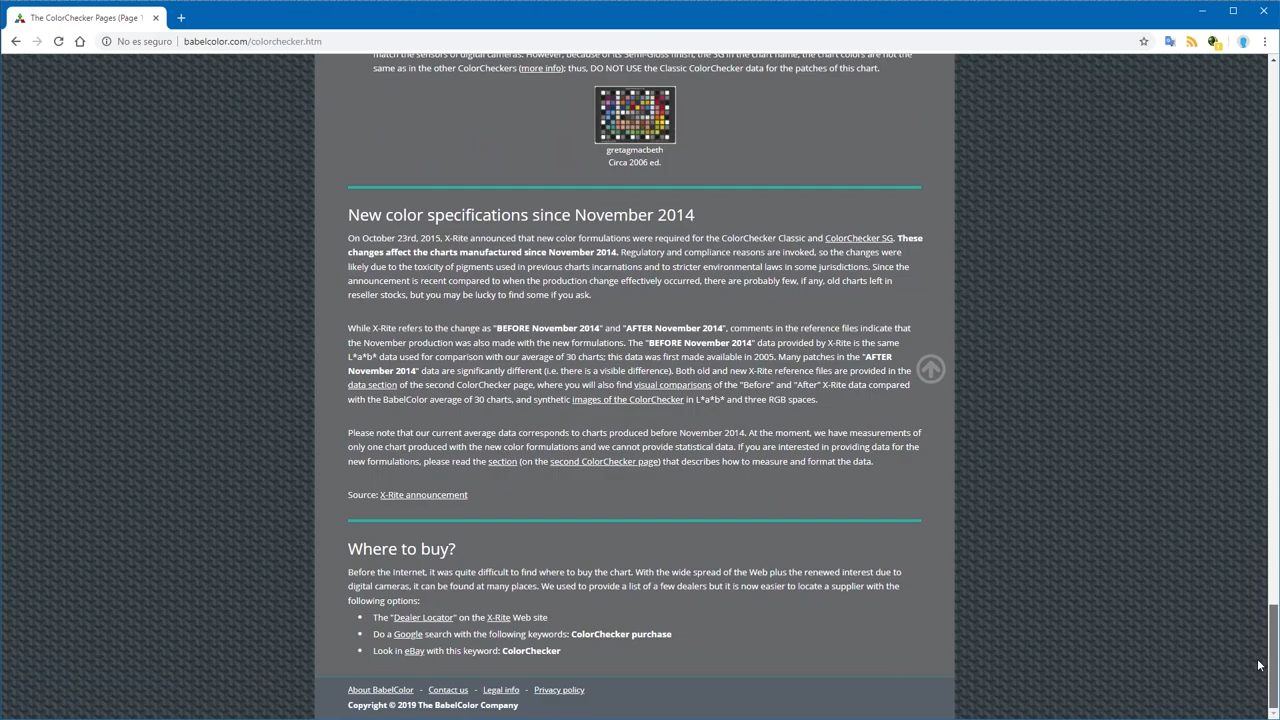 The ColorChecker Pages (Page 1
No es seguro
babelcolor.com/colorchecker.htm
match the sensors of digital cameras. However, because of its Semi-Gloss finish, the SG in the chart name, the chart colors are not the
same as in the other ColorCheckers (more info); thus, DO NOT USE the Classic ColorChecker data for the patches of this chart.
gretagmacbeth
Circa 2006 ed.
New color specifications since November 2014
On October 23rd, 2015, X-Rite announced that new color formulations were required for the ColorChecker Classic and ColorChecker SG. These
changes affect the charts manufactured since November 2014. Regulatory and compliance reasons are invoked, so the changes were
likely due to the toxicity of pigments used in previous charts incarnations and to stricter environmental laws in some jurisdictions. Since the
announcement is recent compared to when the production change effectively occurred, there are probably few, if any, old charts left in
reseller stocks, but you may be lucky to find some if you ask.
While X-Rite refers to the change as "BEFORE November 2014" and "AFTER November 2014", comments in the reference files indicate that
the November production was also made with the new formulations. The "BEFORE November 2014" data provided by X-Rite is the same
L*a*b* data used for comparison with our average of 30 charts; this data was first made available in 2005. Many patches in the "AFTER
November 2014" data are significantly different (i.e. there is a visible difference). Both old and new X-Rite reference files are provided in the
data section of the second ColorChecker page, where you will also find visual comparisons of the "Before" and "After" X-Rite data compared
with the BabelColor average of 30 charts, and synthetic images of the ColorChecker in L*a*b* and three RGB spaces.
Please note that our current average data corresponds to charts produced before November 2014. At the moment, we have measurements of
only one chart produced with the new color formulations and we cannot provide statistical data. If you are interested in providing data for the
new formulations, please read the section (on the second ColorChecker page) that describes how to measure and format the data.
Source: X-Rite announcement
Where to buy?
Before the Internet, it was quite difficult to find where to buy the chart. With the wide spread of the Web plus the renewed interest due to
digital cameras, it can be found at many places. We used to provide a list of a few dealers but it is now easier to locate a supplier with the
following options:
• The "Dealer Locator" on the X-Rite Web site
• Do a Google search with the following keywords: ColorChecker purchase
• Look in eBay with this keyword: ColorChecker
About BabelColor - Contact us - Legal info - Privacy policy
Copyright © 2019 The BabelColor Company